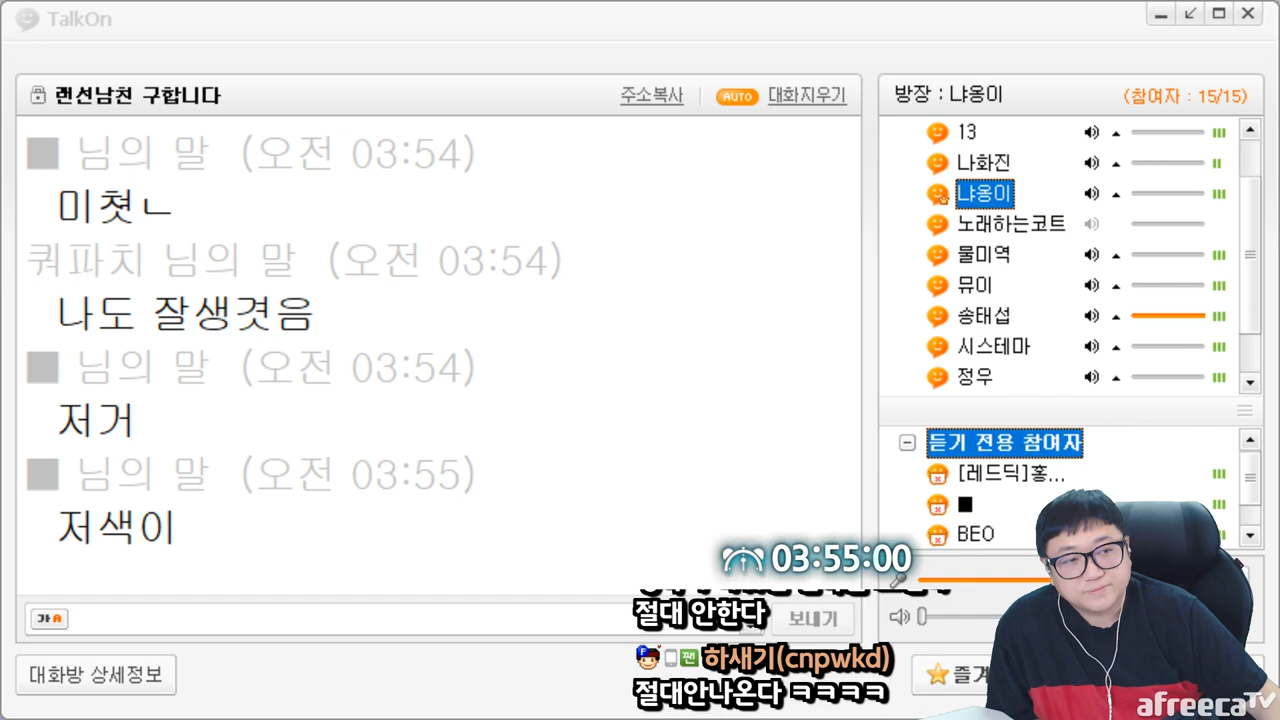 TalkOn
랜선남친 구합니다
주소복사
AUTO 대화지우기
■ 님의 말 (오전 03:54)
미쳣ㄴ
쿼파치 님의 말 (오전 03:54)
나도 잘생겻음
■ 님의 말 (오전 03:54)
저거
■ 님의 말 (오전 03:55)
저색이
가A
보내기
대화방 상세정보
방장 : 냐옹이
(참여자 : 15/15)
13
나화진
냐옹이
노래하는코트
물미역
뮤이
송태섭
시스테마
정우
듣기 전용 참여자
[레드딕]홍...
■
BEO
03:55:00
절대 안한다
F 팬 하새기(cnpwkd)
절대안나온다 ㅋㅋㅋㅋ
afreecaTV